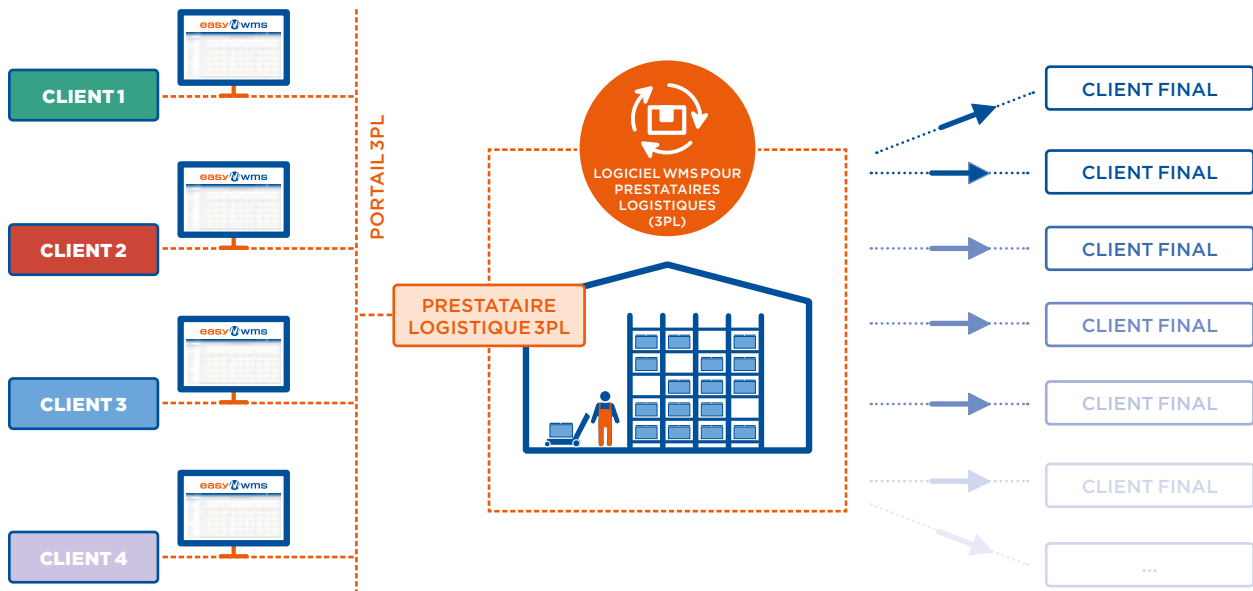 easy wms
CLIENT 1
easy wms
CLIENT 2
easy wms
CLIENT 3
easy wms
CLIENT 4
PORTAIL 3PL
PRESTATAIRE
LOGISTIQUE 3PL
LOGICIEL WMS POUR
PRESTATAIRES
LOGISTIQUES
(3PL)
CLIENT FINAL
CLIENT FINAL
CLIENT FINAL
CLIENT FINAL
CLIENT FINAL
CLIENT FINAL
...